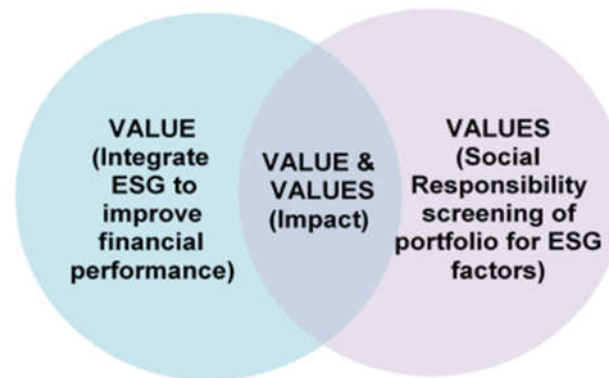 VALUE
(Integrate
ESG to
improve
financial
performance)
VALUE &
VALUES
(Impact)
VALUES
(Social
Responsibility
screening of
portfolio for ESG
factors)